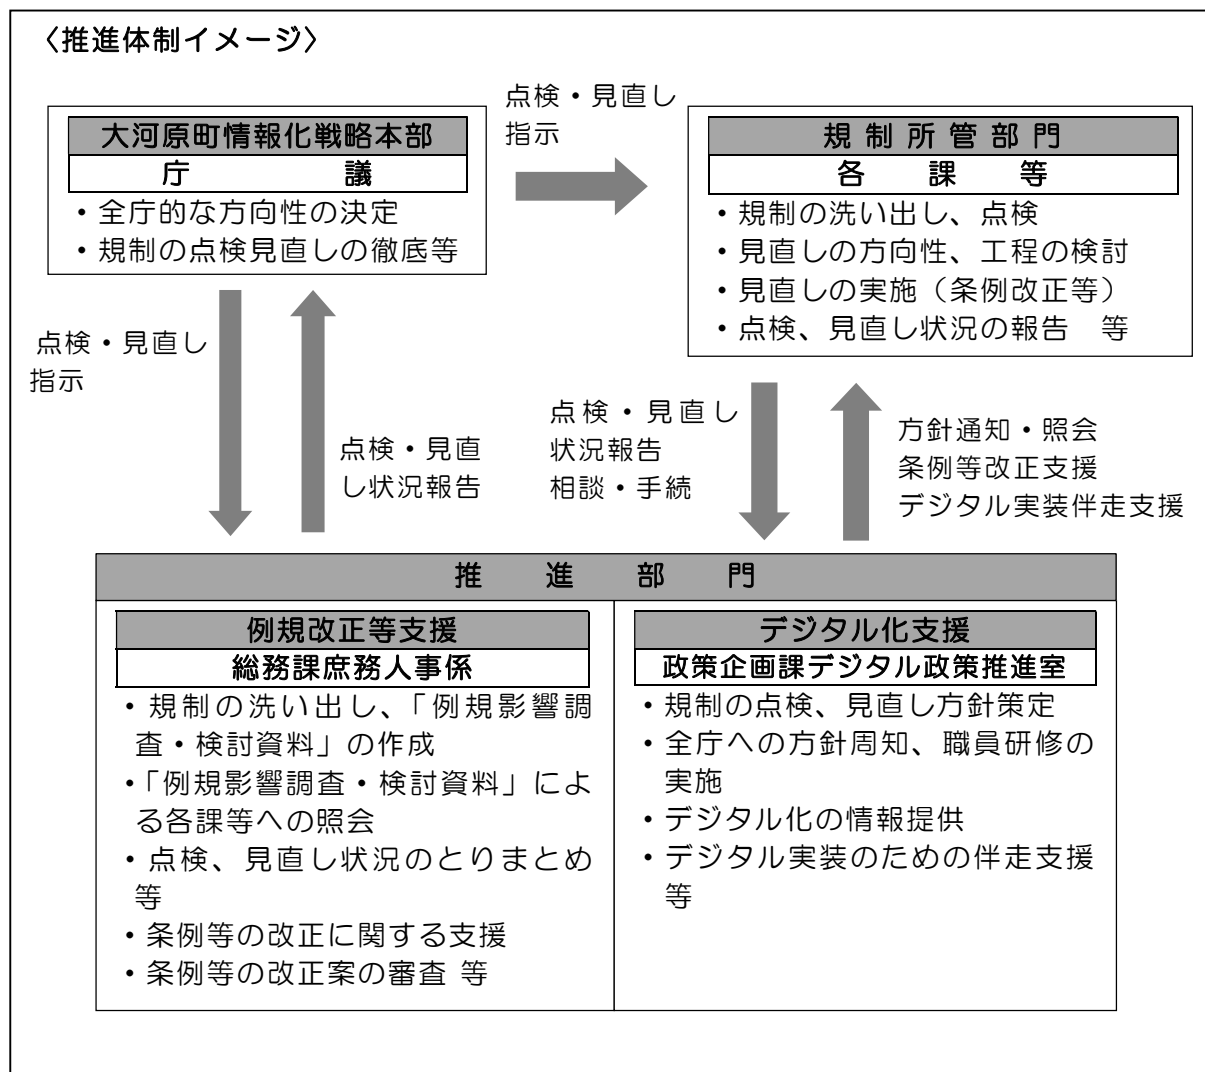 〈推進体制イメージ〉
点検・見直し
指示
大河原町情報化戦略本部
庁議
・全庁的な方向性の決定
・規制の点検見直しの徹底等
規制所管部門
各課等
・規制の洗い出し、点検
・見直しの方向性、工程の検討
・見直しの実施（条例改正等）
・点検、見直し状況の報告　等
点検・見直し
指示
点検・見直
し状況報告
点検・見直し
状況報告
相談・手続
方針通知・照会
条例等改正支援
デジタル実装伴走支援
推進部門
例規改正等支援
総務課庶務人事係
・規制の洗い出し、「例規影響調
査・検討資料」の作成
・「例規影響調査・検討資料」によ
る各課等への照会
・点検、見直し状況のとりまとめ
等
・条例等の改正に関する支援
・条例等の改正案の審査 等
デジタル化支援
政策企画課デジタル政策推進室
・規制の点検、見直し方針策定
・全庁への方針周知、職員研修の
実施
・デジタル化の情報提供
・デジタル実装のための伴走支援
等